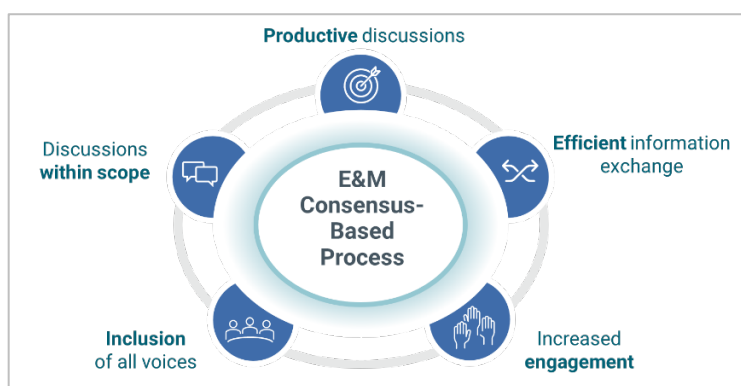 Productive discussions
Discussions
within scope
Efficient information
exchange
E&M
Consensus-
Based
Process
Inclusion
of all voices
Increased
engagement